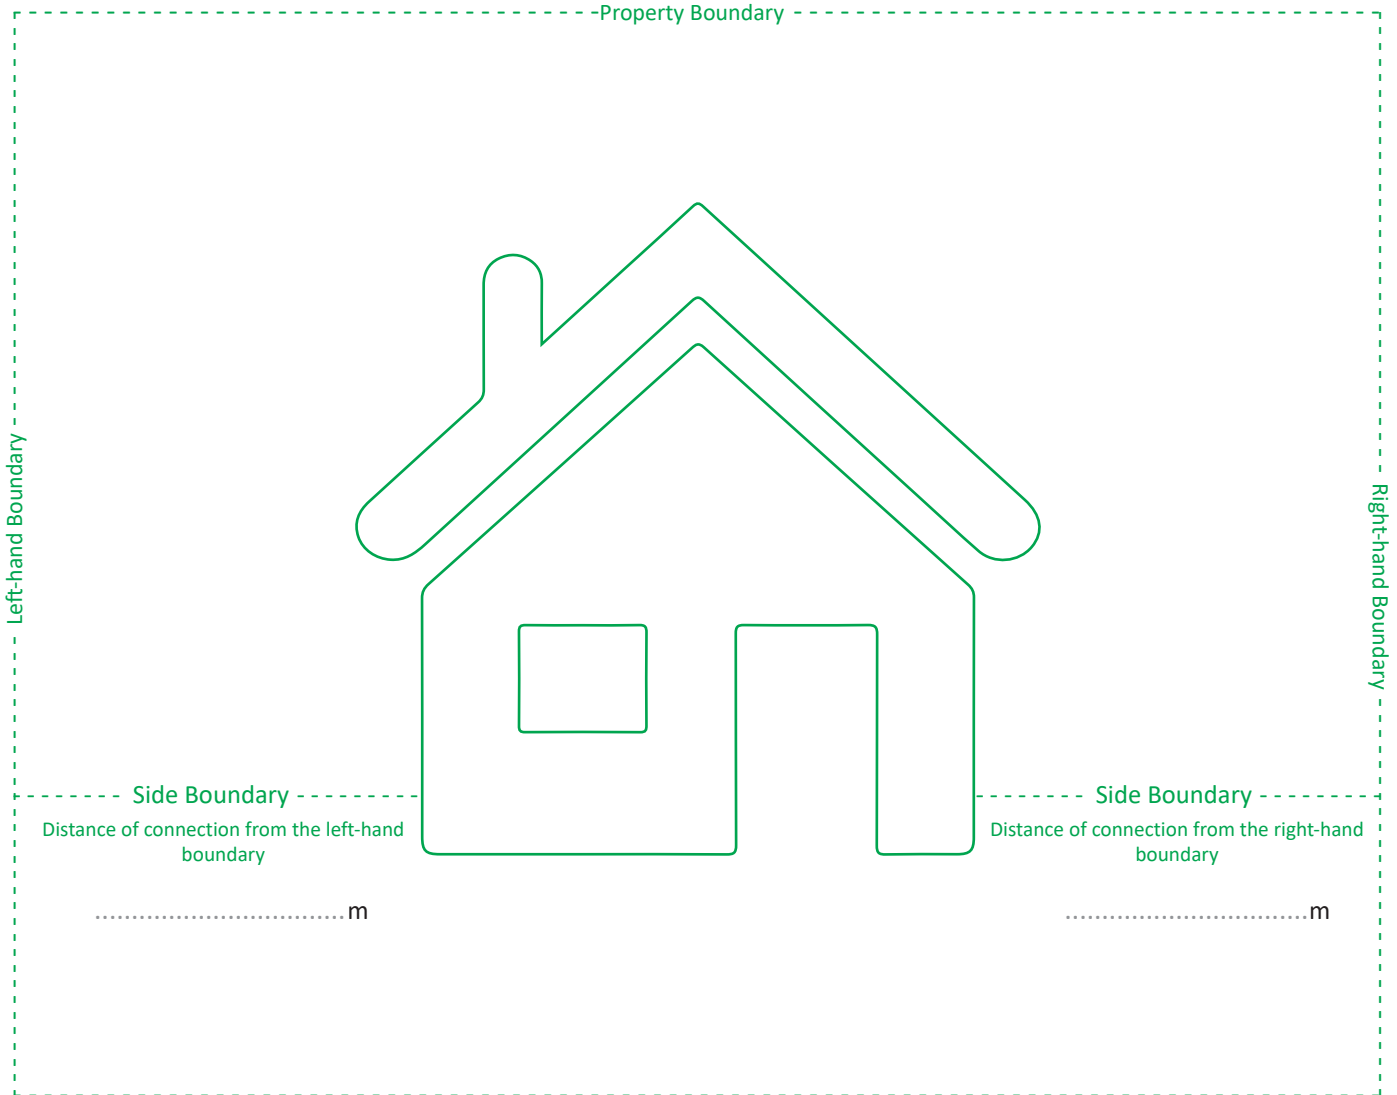 Property Boundary
Left-hand Boundary
Right-hand Boundary
Side Boundary
Distance of connection from the left-hand
boundary
..................................m
Side Boundary
Distance of connection from the right-hand
boundary
.................................m